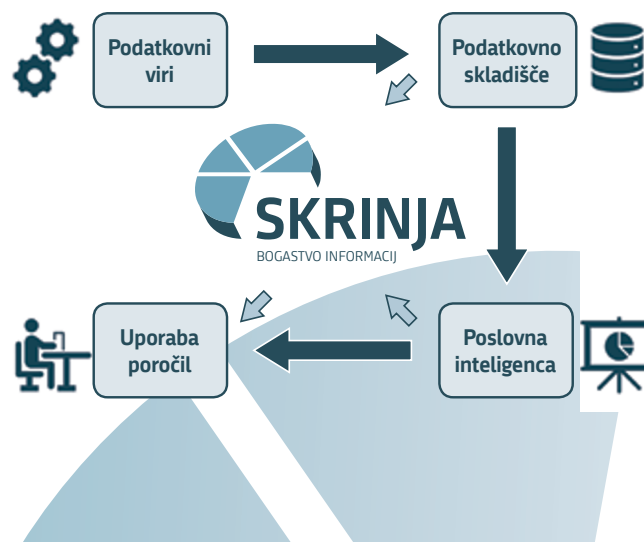 Podatkovni
viri
Podatkovno
skladišče
SKRINJA
BOGASTVO INFORMACIJ
Uporaba
poročil
Poslovna
inteligenca